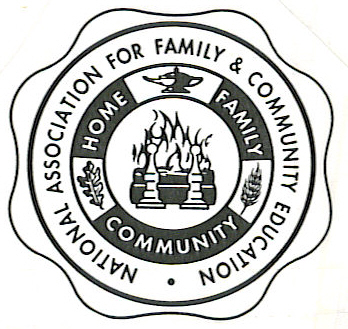 NATIONAL ASSOCIATION FOR FAMILY & COMMUNITY EDUCATION
HOME
FAMILY
COMMUNITY